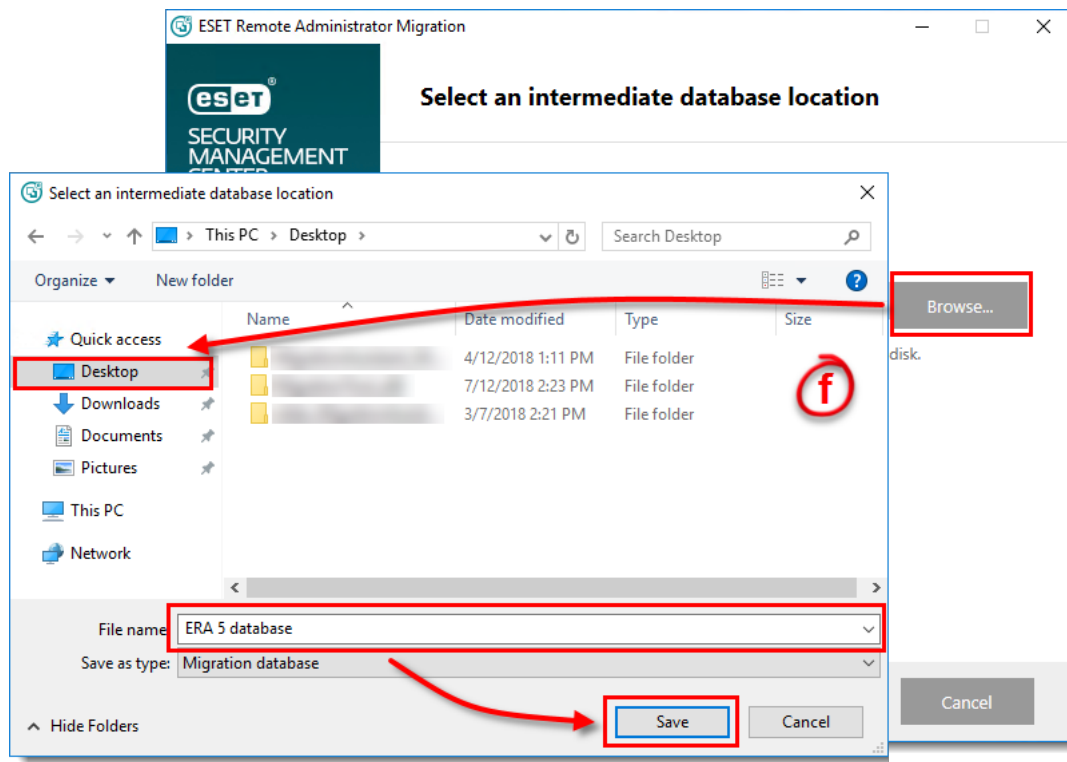 ESET Remote Administrator Migration
eset®
SECURITY
MANAGEMENT
CENTER
Select an intermediate database location
Select an intermediate database location
This PC > Desktop >
Search Desktop
Organize
New folder
Browse...
Name
Date modified
Type
Size
disk.
Quick access
Desktop
Downloads
Documents
Pictures
This PC
Network
4/12/2018 1:11 PM
File folder
7/12/2018 2:23 PM
File folder
3/7/2018 2:21 PM
File folder
f
File name
ERA 5 database
Save as type:
Migration database
Hide Folders
Save
Cancel
Cancel